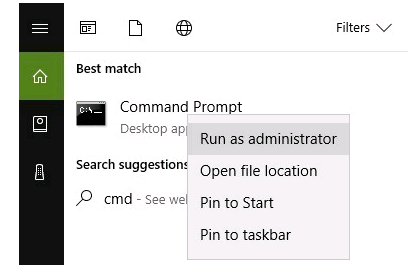 Filters
Best match
Command Prompt
Desktop app
Run as administrator
Open file location
Search suggestions
Pin to Start
cmd - See we
Pin to taskbar